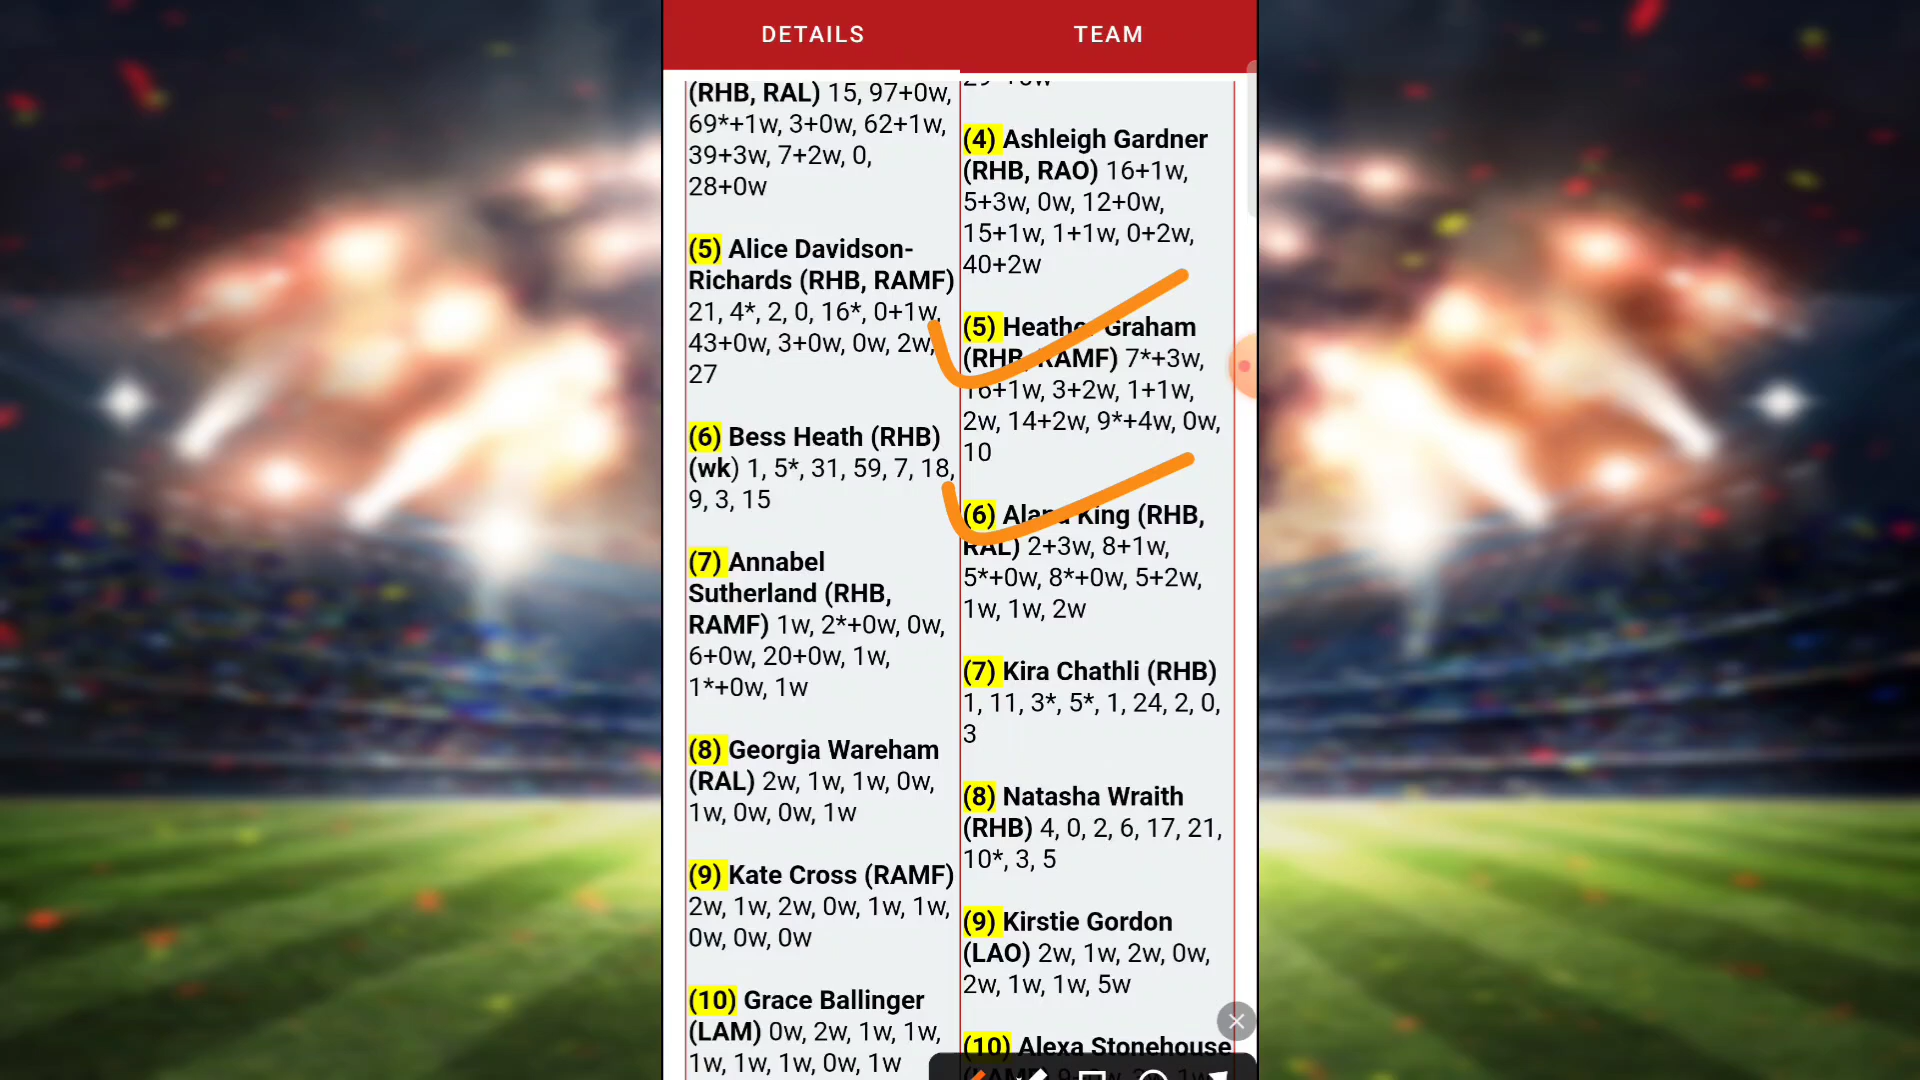 DETAILS
TEAM
(RHB, RAL) 15, 97+0w,
69*+1w, 3+0w, 62+1w,
39+3w, 7+2w, 0,
28+0w
(5) Alice Davidson-
Richards (RHB, RAMF)
21, 4*, 2, 0, 16*, 0+1w,
43+0w, 3+0w, 0w, 2w,
27
(6) Bess Heath (RHB)
(wk) 1, 5*, 31, 59, 7, 18,
9, 3, 15
(7) Annabel
Sutherland (RHB,
RAMF) 1w, 2*+0w, 0w,
6+0w, 20+0w, 1w,
1*+0w, 1w
(8) Georgia Wareham
(RAL) 2w, 1w, 1w, 0w,
1w, 0w, 0w, 1w
(9) Kate Cross (RAMF)
2w, 1w, 2w, 0w, 1w, 1w,
0w, 0w, 0w
(10) Grace Ballinger
(LAM) 0w, 2w, 1w, 1w,
1w, 1w, 1w, 0w, 1w
(4) Ashleigh Gardner
(RHB, RAO) 16+1w,
5+3w, 0w, 12+0w,
15+1w, 1+1w, 0+2w,
40+2w
(5) Heather Graham
(RHB, RAMF) 7*+3w,
16+1w, 3+2w, 1+1w,
2w, 14+2w, 9*+4w, 0w,
10
(6) Alana King (RHB,
RAL) 2+3w, 8+1w,
5*+0w, 8*+0w, 5+2w,
1w, 1w, 2w
(7) Kira Chathli (RHB)
1, 11, 3*, 5*, 1, 24, 2, 0,
3
(8) Natasha Wraith
(RHB) 4, 0, 2, 6, 17, 21,
10*, 3, 5
(9) Kirstie Gordon
(LAO) 2w, 1w, 2w, 0w,
2w, 1w, 1w, 5w
(10) Alexa Stonehouse